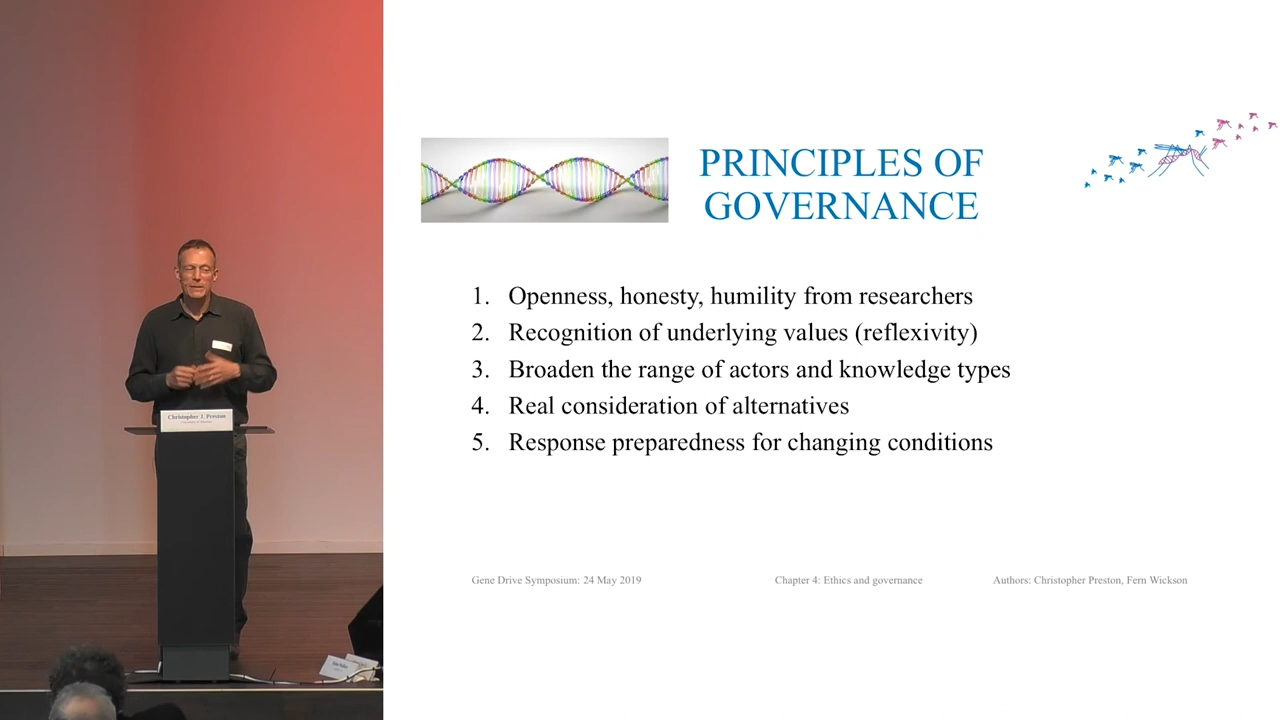 PRINCIPLES OF
GOVERNANCE
1. Openness, honesty, humility from researchers
2. Recognition of underlying values (reflexivity)
3. Broaden the range of actors and knowledge types
4. Real consideration of alternatives
5. Response preparedness for changing conditions
Gene Drive Symposium: 24 May 2019
Chapter 4: Ethics and governance
Authors: Christopher Preston, Fern Wickson
Christopher J. Preston